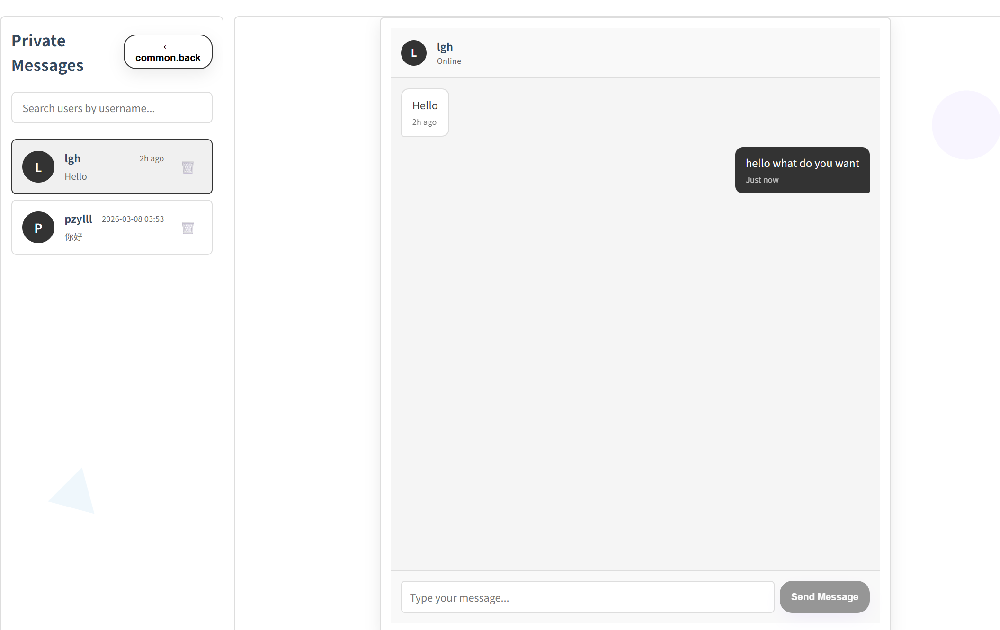 Private
Messages
←
common.back
Search users by username...
L
lgh
2h ago
Hello
P
pzylll
2026-03-08 03:53
你好
L
lgh
Online
Hello
2h ago
hello what do you want
Just now
Type your message...
Send Message